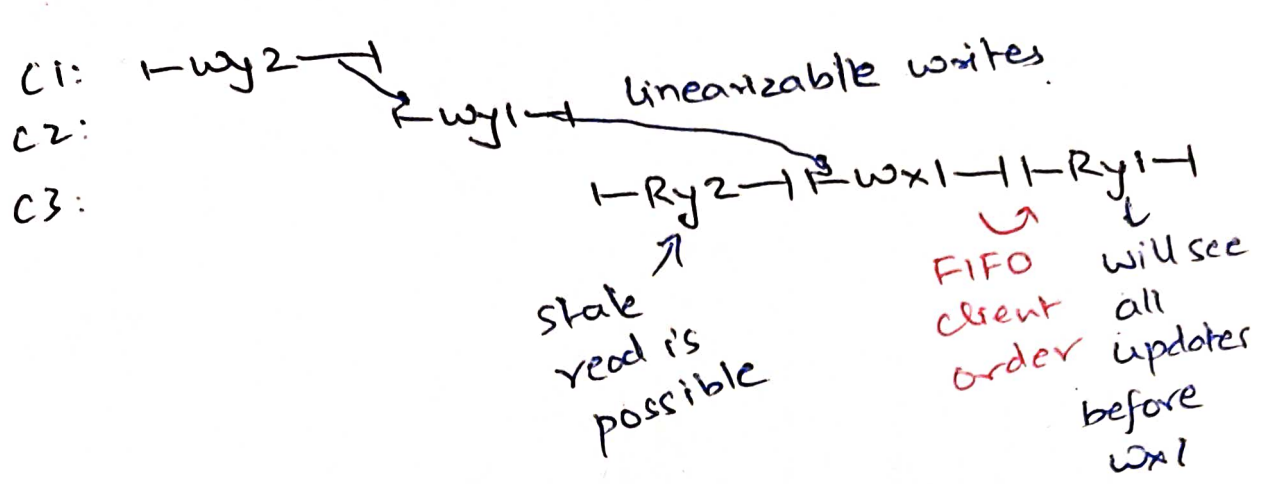 C1: Wy2
linearizable writes
C2: Wy1
C3: Ry2 Wx1 Ry1
stale
read is
possible
FIFO
client
order
will see
all
updates
before
Wx1